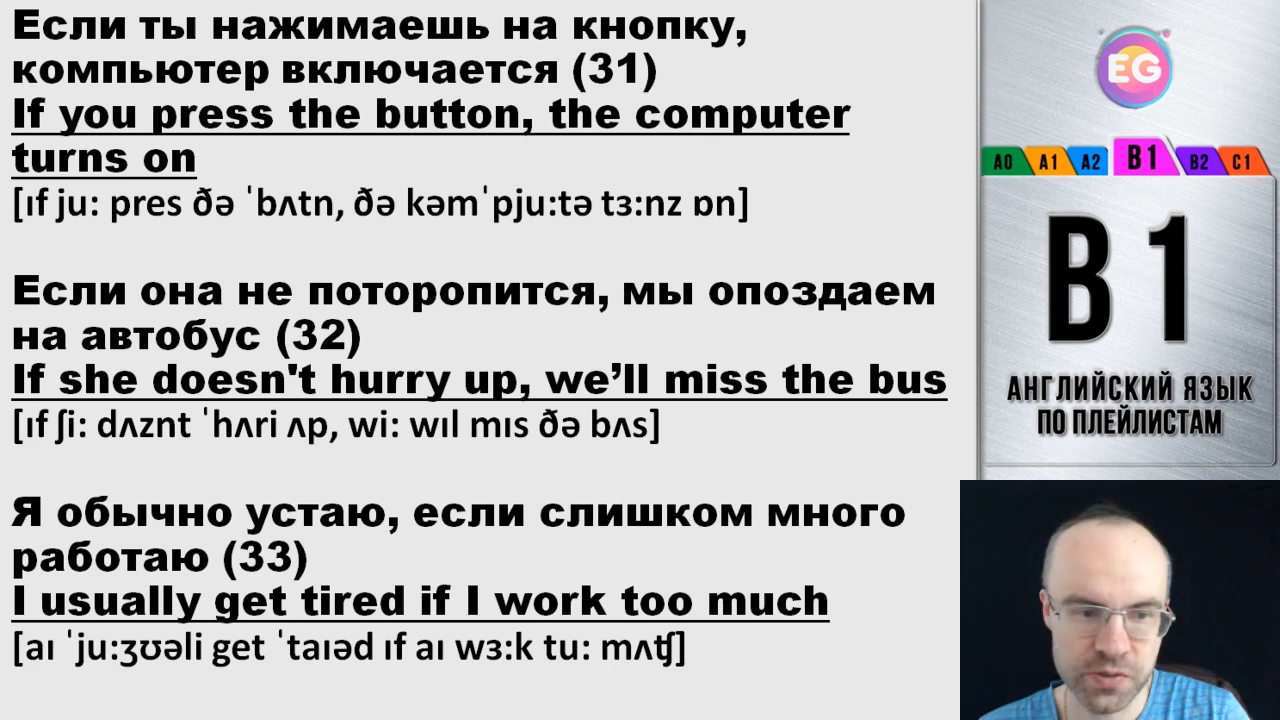 Если ты нажимаешь на кнопку,
компьютер включается (31)
If you press the button, the computer
turns on
[ɪf ju: pres ðə ˈbʌtn, ðə kəmˈpju:tə tɜ:nz ɒn]
Если она не поторопится, мы опоздаем
на автобус (32)
If she doesn't hurry up, we’ll miss the bus
[ɪf ʃi: dʌznt ˈhʌri ʌp, wi: wɪl mɪs ðə bʌs]
Я обычно устаю, если слишком много
работаю (33)
I usually get tired if I work too much
[aɪ ˈju:ʒʊəli get ˈtaɪəd ɪf aɪ wɜ:k tu: mʌʧ]
EG
A0 A1 A2 B1 B2 C1
B1
АНГЛИЙСКИЙ ЯЗЫК
ПО ПЛЕЙЛИСТАМ